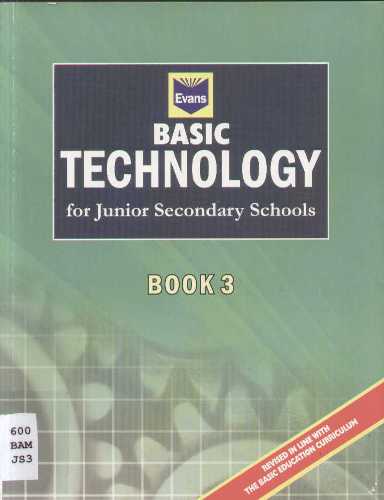 Evans
BASIC
TECHNOLOGY
for Junior Secondary Schools
BOOK 3
600
BAM
JS3
REVISED IN LINE WITH
THE BASIC EDUCATION CURRICULUM